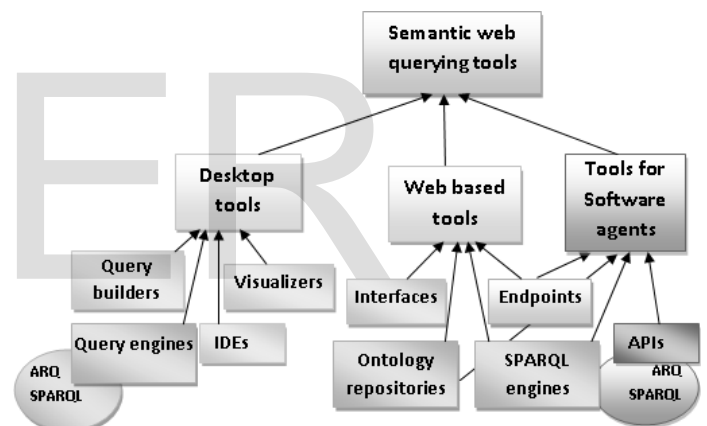 Semantic web
querying tools
Desktop
tools
Web based
tools
Tools for
Software
agents
Query
builders
Visualizers
Interfaces
Endpoints
Query engines
IDEs
Ontology
repositories
SPARQL
engines
APIs
ARQ
SPARQL
ARQ
SPARQL
ER